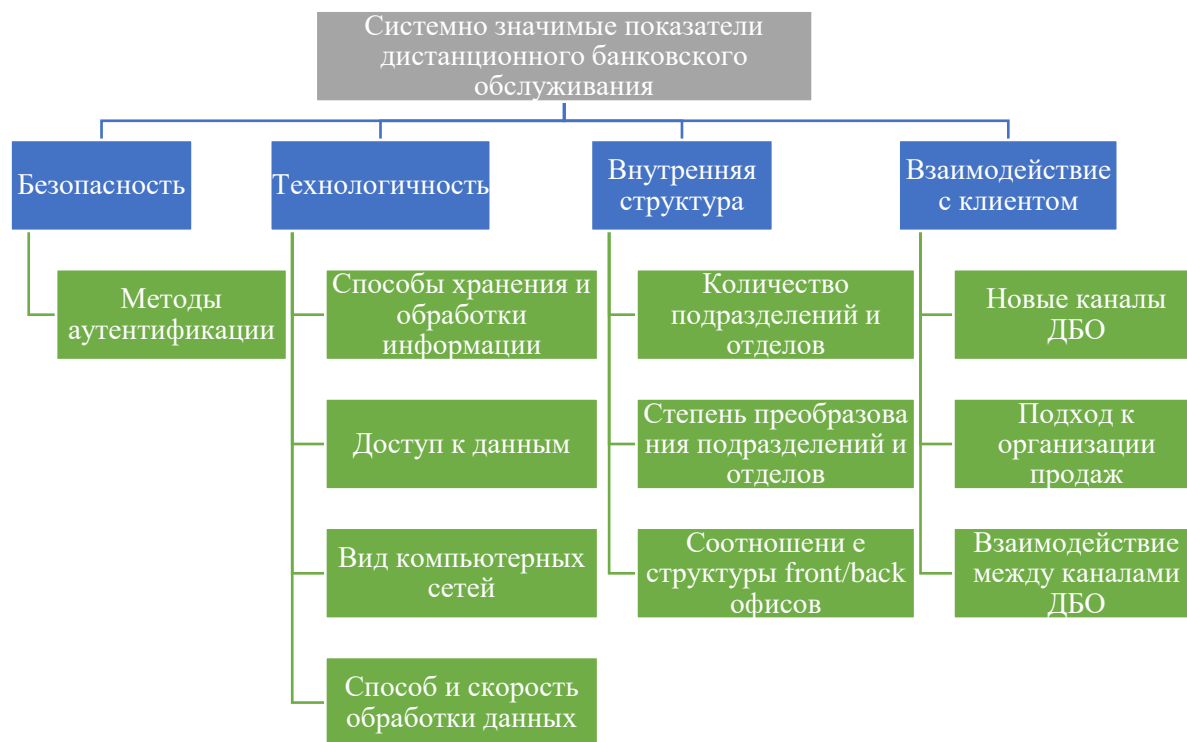 Системно значимые показатели
дистанционного банковского
обслуживания
Безопасность
Технологичность
Внутренняя
структура
Взаимодействие
с клиентом
Методы
аутентификации
Способы хранения и
обработки
информации
Количество
подразделений и
отделов
Новые каналы
ДБО
Доступ к данным
Степень преобразова
ния подразделений и
отделов
Подход к
организации
продаж
Вид компьютерных
сетей
Соотношени е
структуры front/back
офисов
Взаимодействие
между каналами
ДБО
Способ и скорость
обработки данных